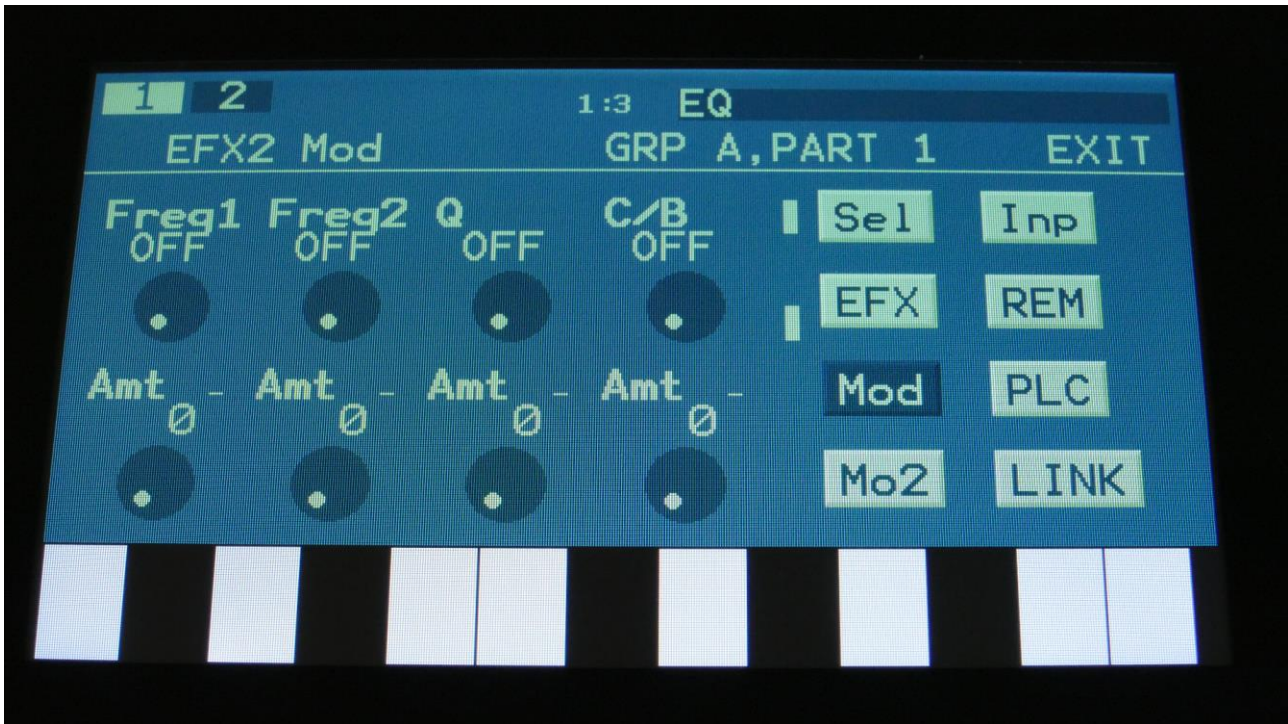 1 2 1:3 EQ
EFX2 Mod GRP A,PART 1 EXIT
Freq1 Freq2 Q C/B Sel Inp
OFF OFF OFF OFF
EFX REM
Amt - Amt - Amt - Amt - Mod PLC
0 0 0 0
Mo2 LINK